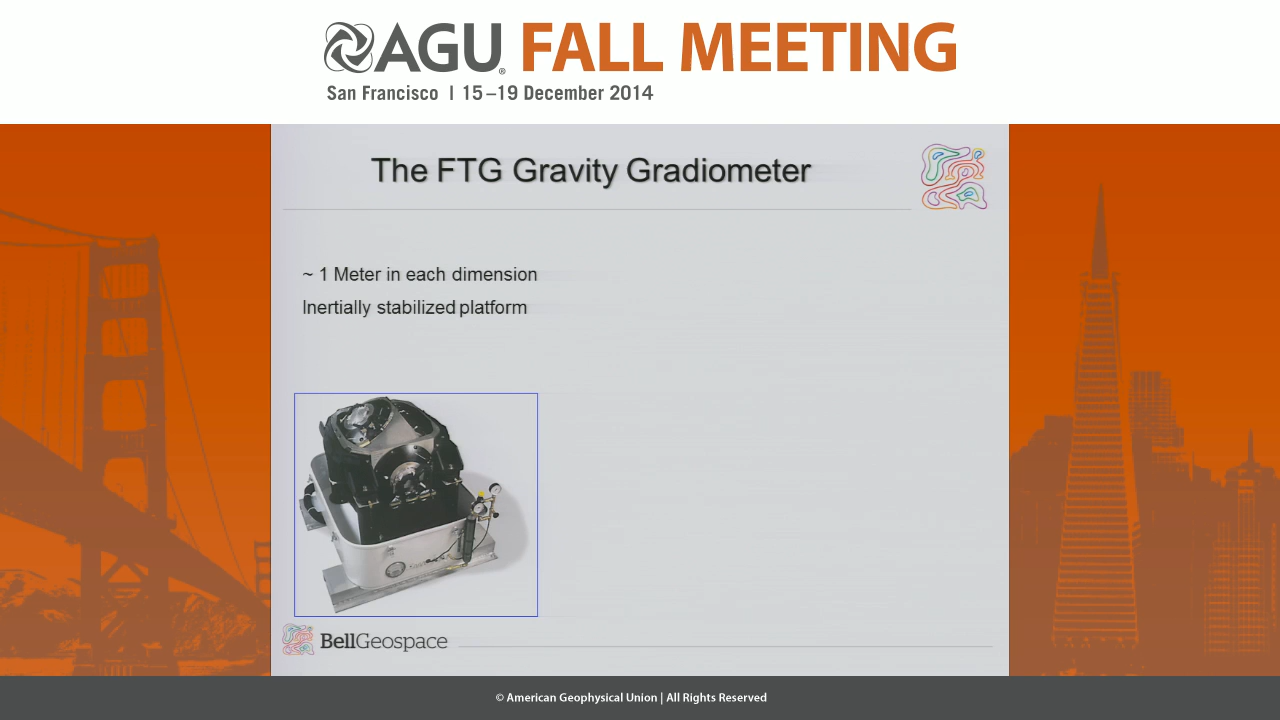 AGU® FALL MEETING
San Francisco | 15–19 December 2014
The FTG Gravity Gradiometer
~ 1 Meter in each dimension
Inertially stabilized platform
BellGeospace
© American Geophysical Union | All Rights Reserved